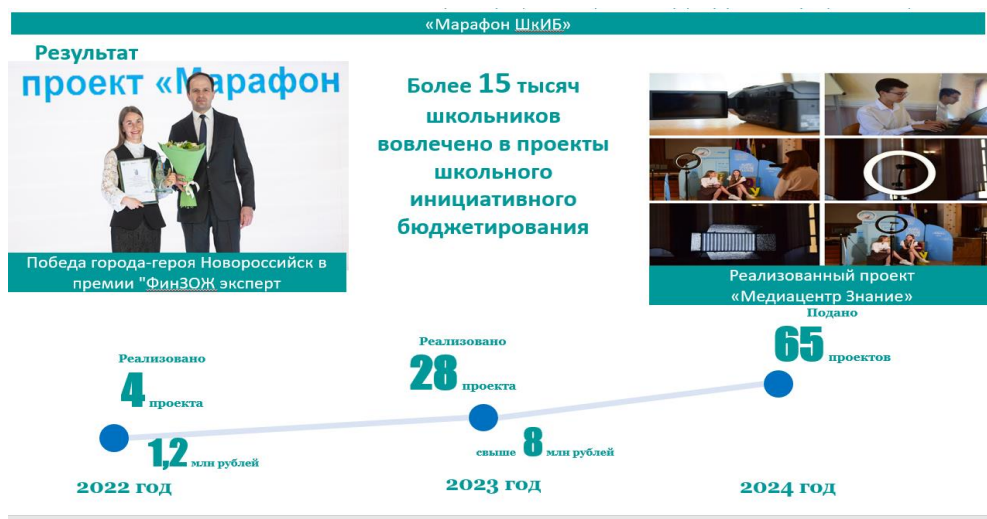 «Марафон ШкИБ»
Результат
проект «Марафон
Победа города-героя Новороссийск в
премии "ФинЗОЖ эксперт
Более 15 тысяч
школьников
вовлечено в проекты
школьного
инициативного
бюджетирования
Реализованный проект
«Медиацентр Знание»
Реализовано
4 проекта
1,2 млн рублей
2022 год
Реализовано
28 проекта
свыше 8 млн рублей
2023 год
Подано
65 проектов
2024 год